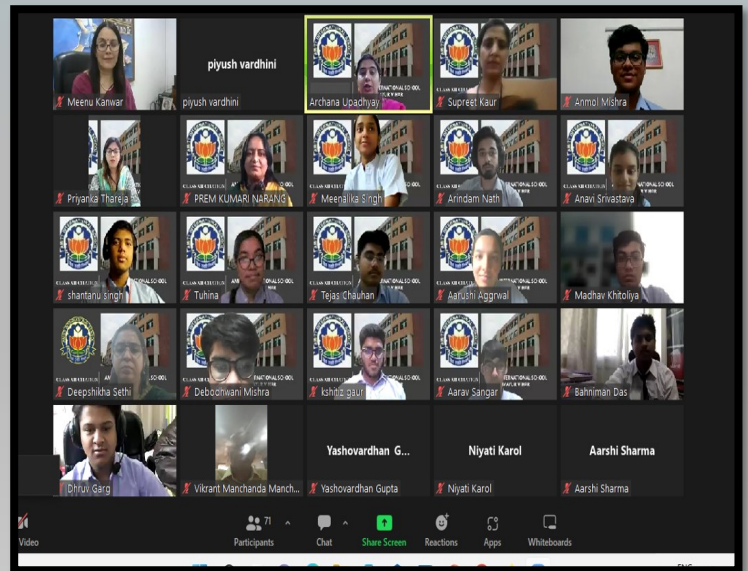 Meenu Kanwar
piyush vardhini
piyush vardhini
Archana Upadhyay
Supreet Kaur
Anmol Mishra
Priyanka Thareja
PREM KUMARI NARANG
Meenalika Singh
Arindam Nath
Anavi Srivastava
shantanu singh
Tuhina
Tejas Chauhan
Aarushi Aggrwal
Madhav Khitoliya
Deepshikha Sethi
Deboonwani Mishra
kshitiz gaur
Aarav Sangar
Bahniman Das
Dhruv Garg
Vikrant Manchanda Manch...
Yashovardhan G...
Yashovardhan Gupta
Niyati Karol
Niyati Karol
Aarshi Sharma
Aarshi Sharma
Video
71
Participants
Chat
Share Screen
Reactions
Apps
Whiteboards